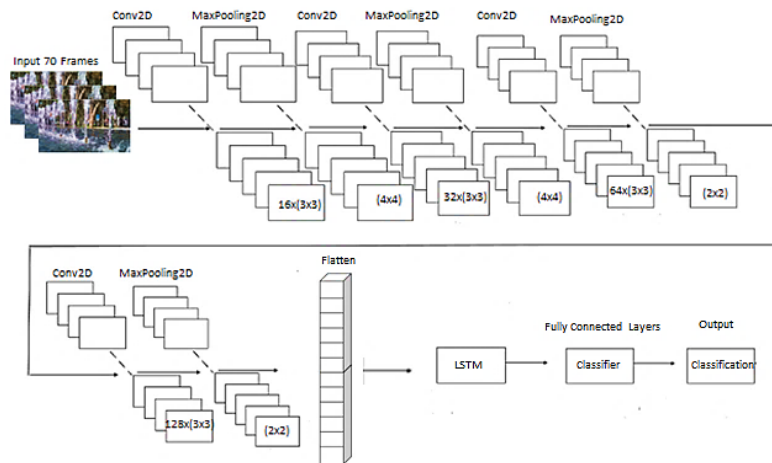 Conv2D
MaxPooling2D
Conv2D
MaxPooling2D
Conv2D
MaxPooling2D
Input 70 Frames
16x(3x3)
(4x4)
32x(3x3)
(4x4)
64x(3x3)
(2x2)
Conv2D
MaxPooling2D
Flatten
128x(3x3)
(2x2)
Fully Connected Layers
Output
LSTM
Classifier
Classification